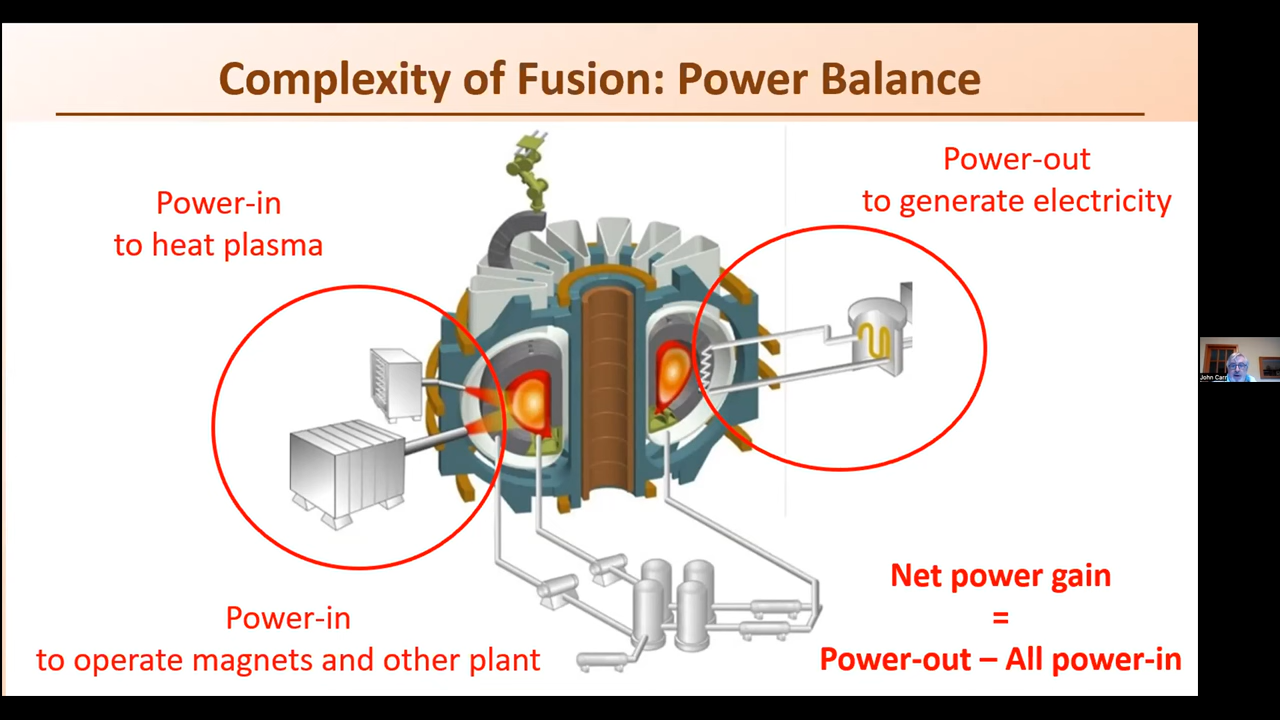 Complexity of Fusion: Power Balance
Power-in
to heat plasma
Power-out
to generate electricity
Power-in
to operate magnets and other plant
Net power gain
=
Power-out – All power-in
John Carr